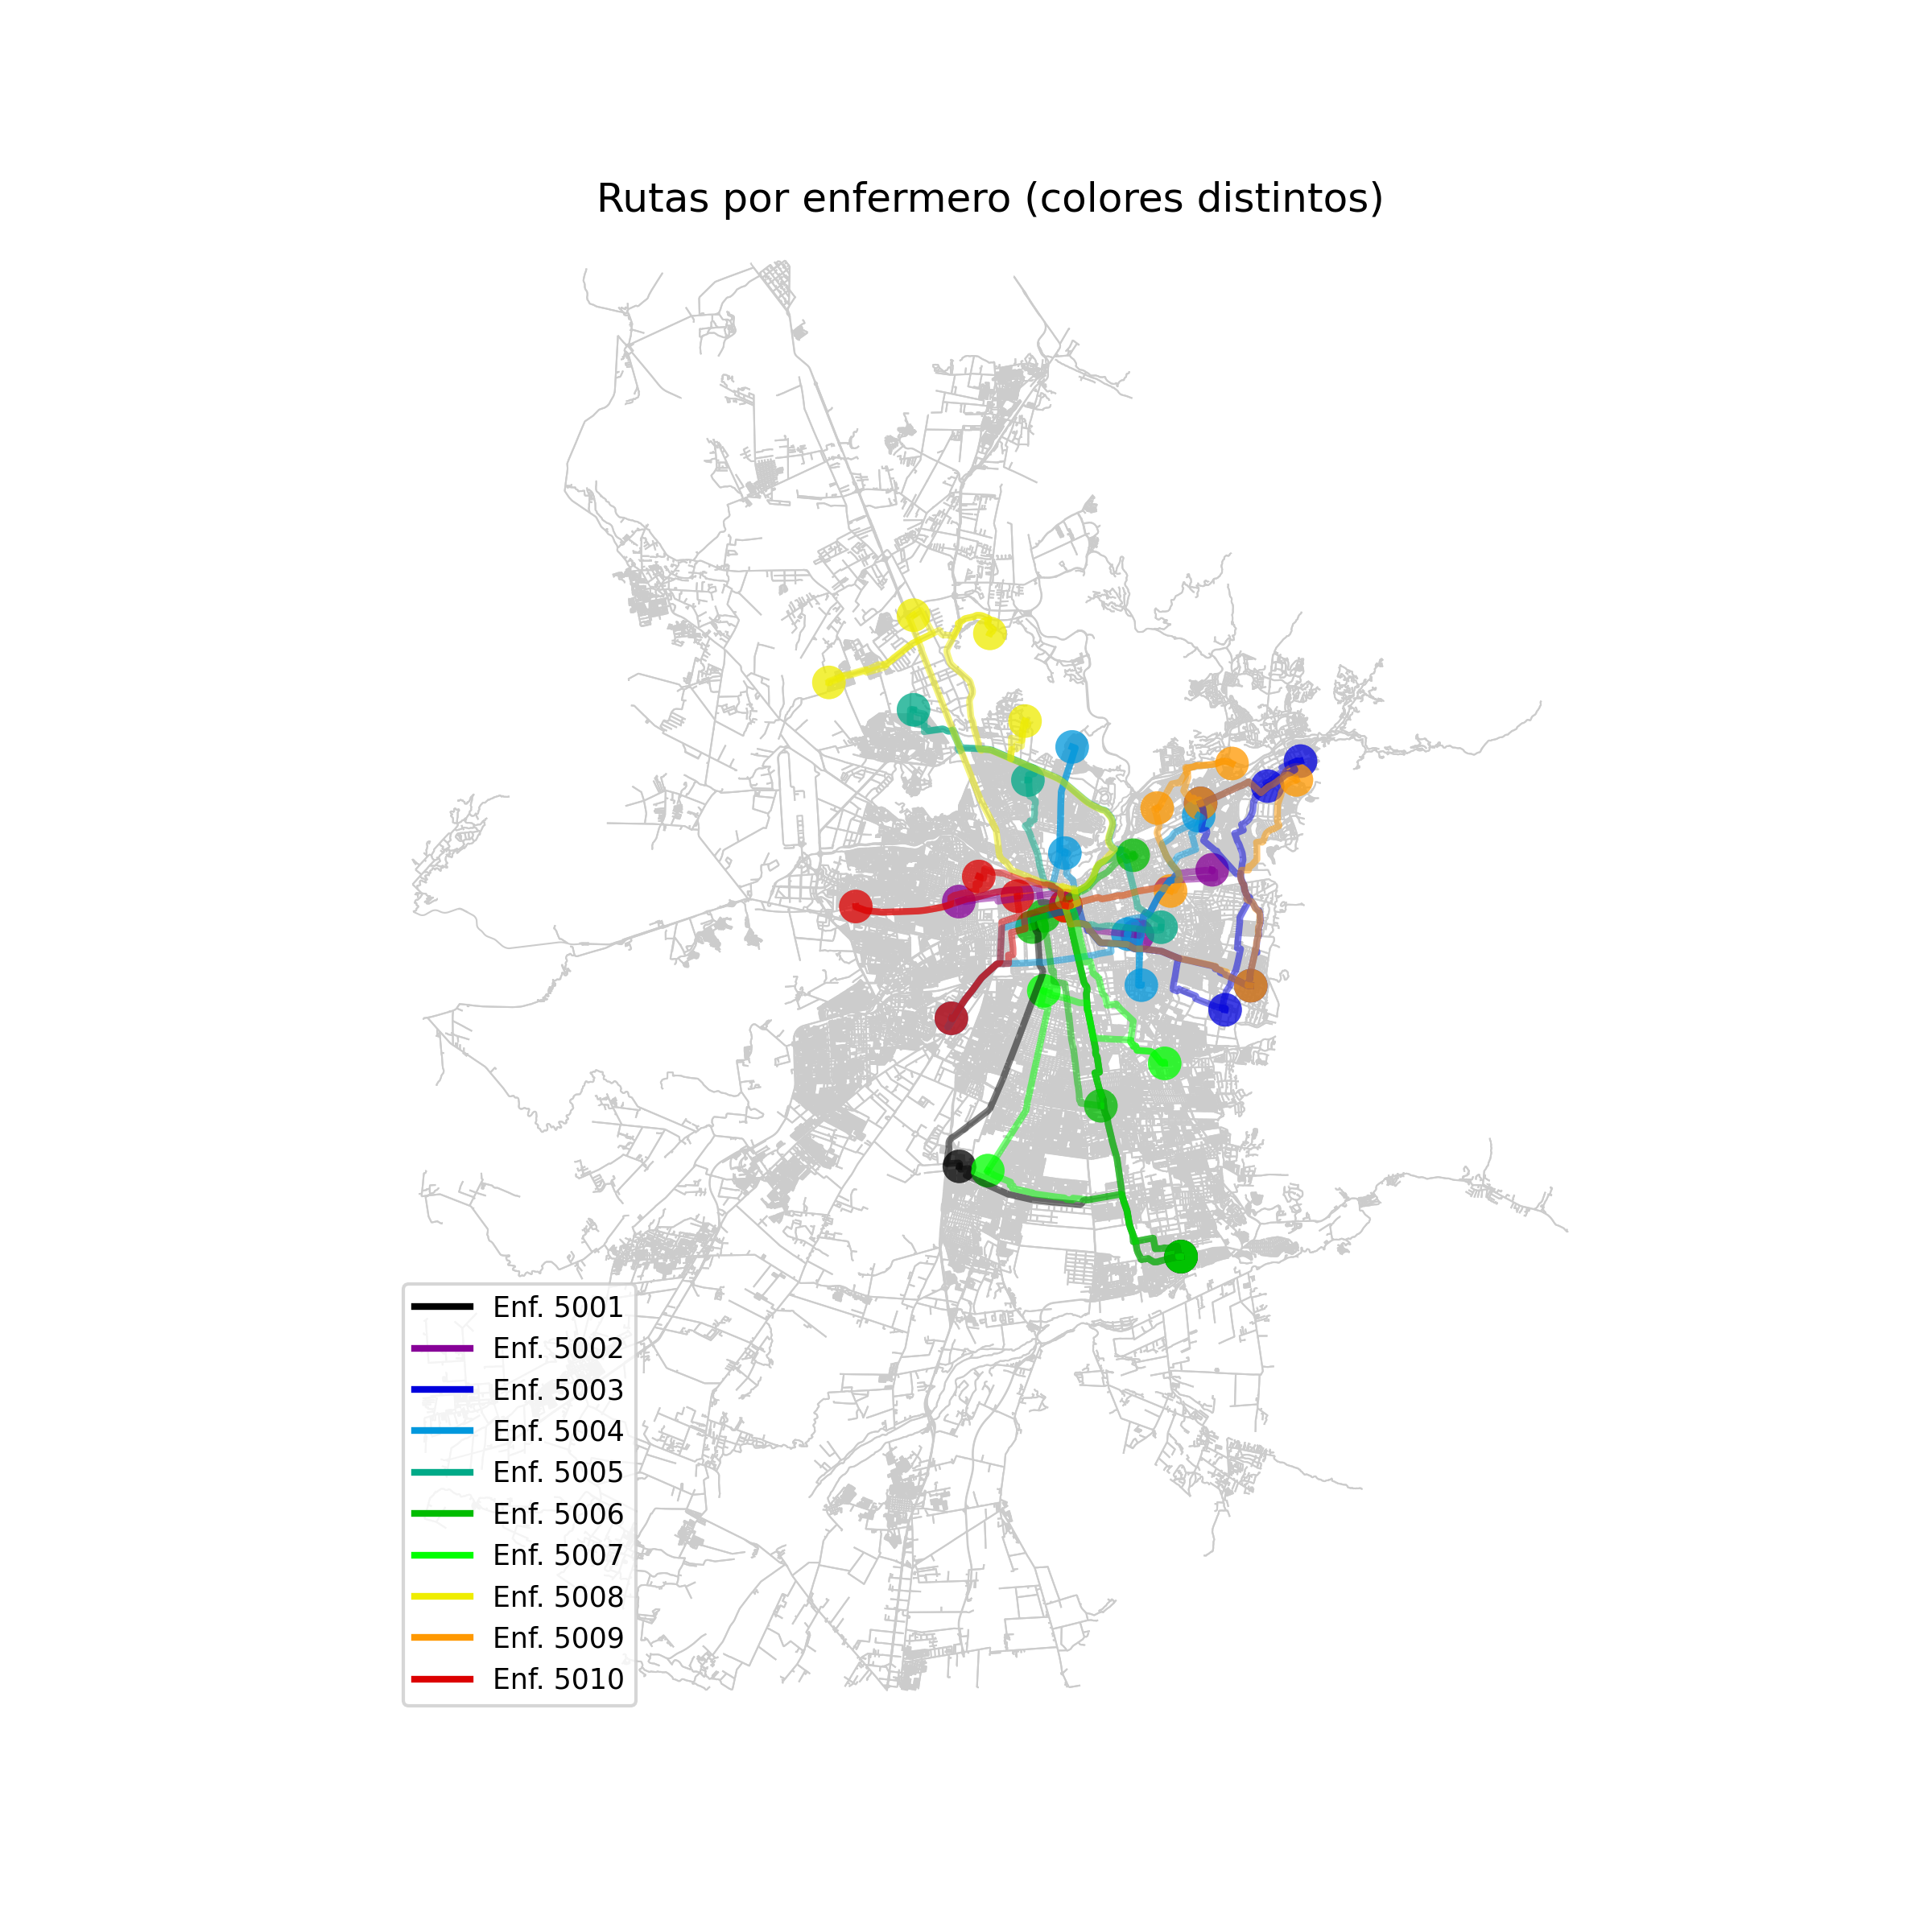 Rutas por enfermero (colores distintos)
Enf. 5001
Enf. 5002
Enf. 5003
Enf. 5004
Enf. 5005
Enf. 5006
Enf. 5007
Enf. 5008
Enf. 5009
Enf. 5010